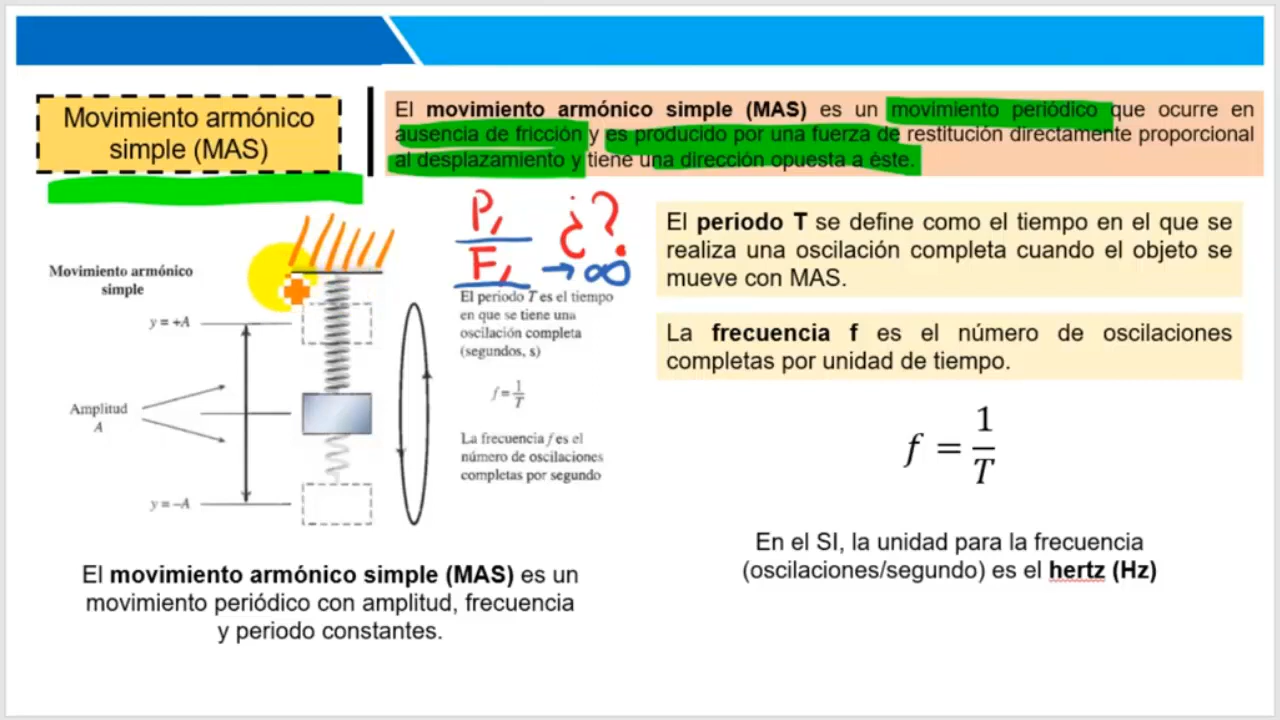 Movimiento armónico
simple (MAS)
El movimiento armónico simple (MAS) es un movimiento periódico que ocurre en
ausencia de fricción y es producido por una fuerza de restitución directamente proporcional
al desplazamiento y tiene una dirección opuesta a éste.
P,
F,
¿?
→ ∞
Movimiento armónico
simple
y = +A
Amplitud
A
y = –A
El periodo T es el tiempo
en que se tiene una
oscilación completa
(segundos, s)
f = 1/T
La frecuencia f es el
número de oscilaciones
completas por segundo
El movimiento armónico simple (MAS) es un
movimiento periódico con amplitud, frecuencia
y periodo constantes.
El periodo T se define como el tiempo en el que se
realiza una oscilación completa cuando el objeto se
mueve con MAS.
La frecuencia f es el número de oscilaciones
completas por unidad de tiempo.
f = 1/T
En el SI, la unidad para la frecuencia
(oscilaciones/segundo) es el hertz (Hz)